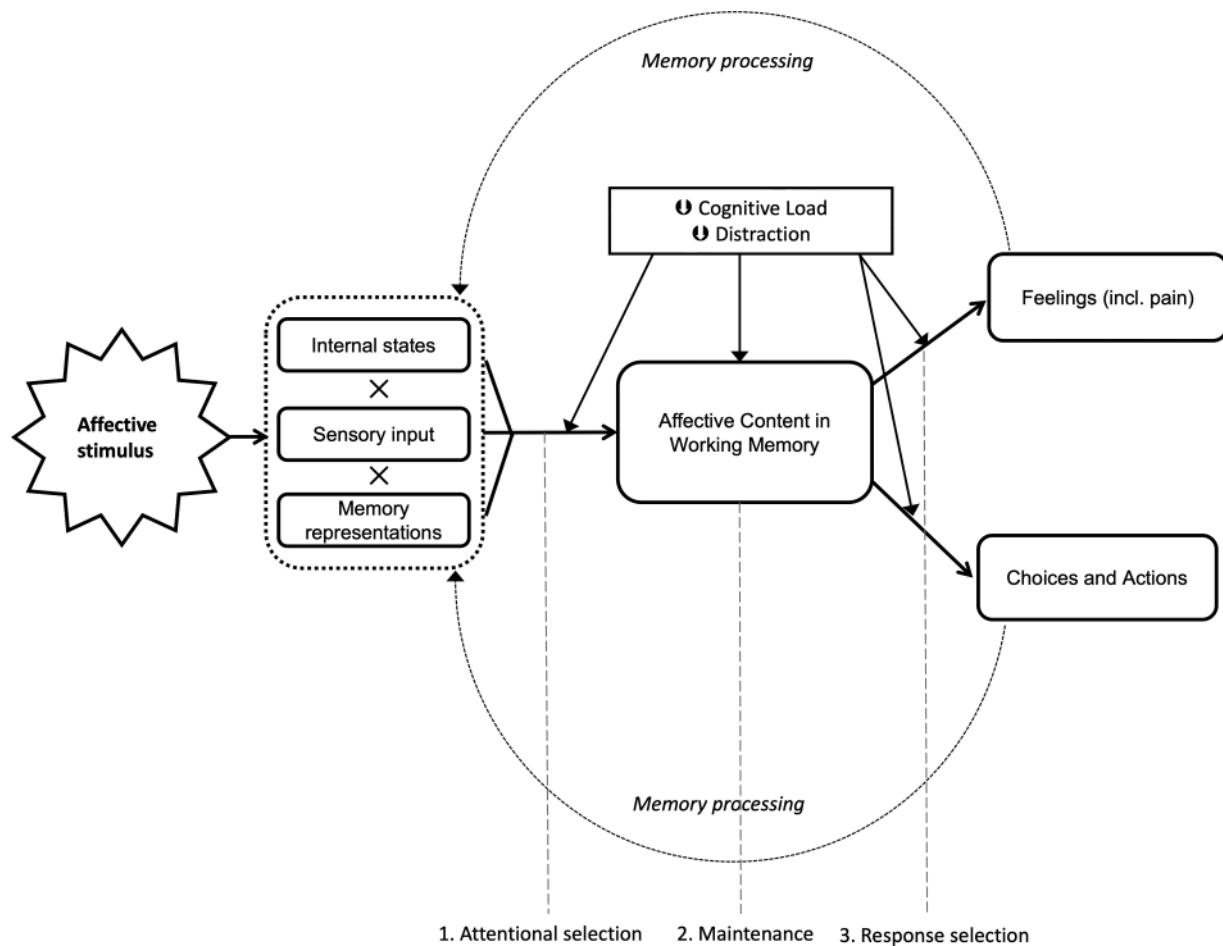 Memory processing
⬇ Cognitive Load
⬇ Distraction
Feelings (incl. pain)
Internal states
×
Affective
stimulus
Sensory input
×
Memory
representations
Affective Content in
Working Memory
Choices and Actions
Memory processing
1. Attentional selection
2. Maintenance
3. Response selection